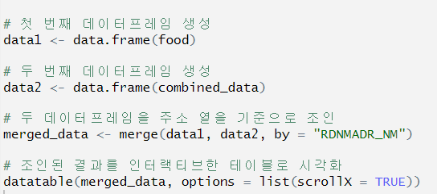 # 첫 번째 데이터프레임 생성
data1 <- data.frame(food)
# 두 번째 데이터프레임 생성
data2 <- data.frame(combined_data)
# 두 데이터프레임을 주소 열을 기준으로 조인
merged_data <- merge(data1, data2, by = "RDNMADR_NM")
# 조인된 결과를 인터랙티브한 테이블로 시각화
datatable(merged_data, options = list(scrollX = TRUE))